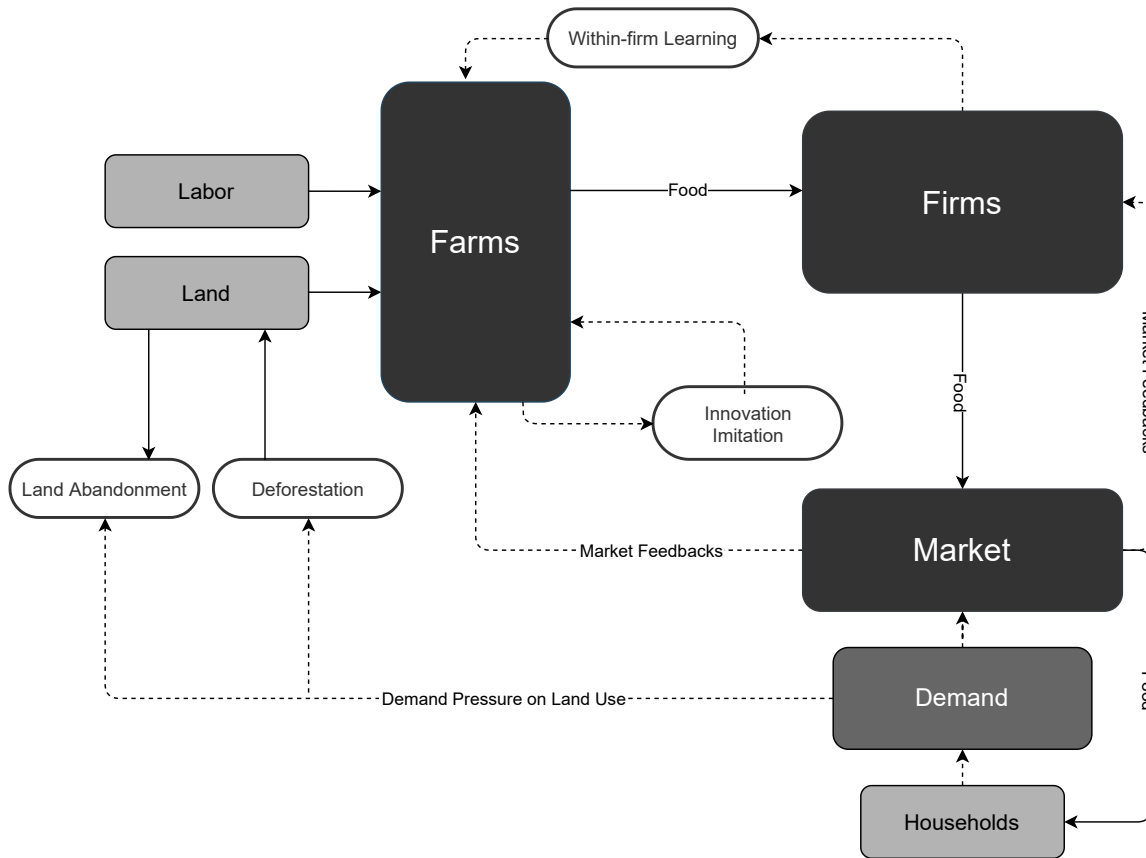 Within-firm Learning
Labor
Food
Firms
Farms
Land
Innovation
Imitation
Food
Land Abandonment
Deforestation
Market Feedbacks
Market
Demand Pressure on Land Use
Demand
Households